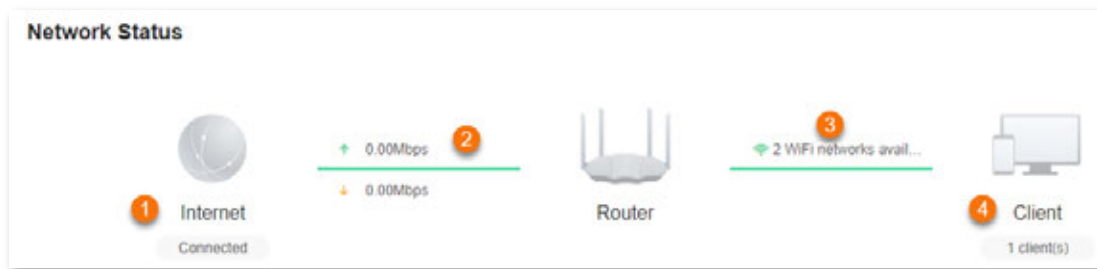 Network Status
3
↑ 0.00Mbps 2
2 WiFi networks avail...
↓ 0.00Mbps
1 Internet
Router
4 Client
Connected
1 client(s)